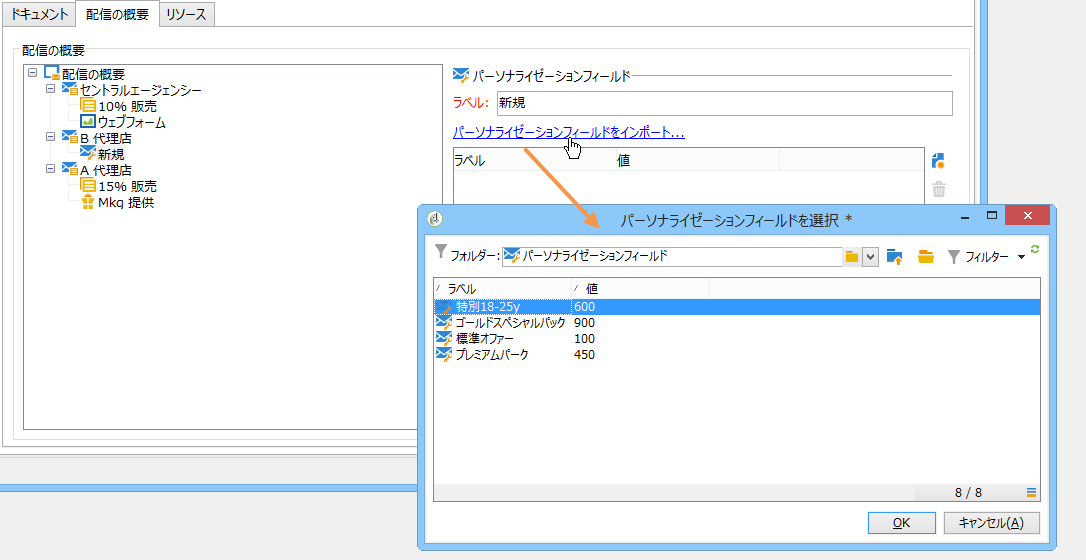 ドキュメント 配信の概要 リソース
配信の概要
配信の概要
セントラルエージェンシー
10% 販売
ウェブフォーム
B 代理店
新規
A 代理店
15% 販売
Mkg 提供
パーソナライゼーションフィールド
ラベル: 新規
パーソナライゼーションフィールドをインポート...
ラベル 値
パーソナライゼーションフィールドを選択 *
フォルダー: パーソナライゼーションフィールド フィルター
ラベル 値
特別18-25y 600
ゴールドスペシャルパック 900
標準オファー 100
プレミアムパーク 450
8 / 8
OK キャンセル(A)